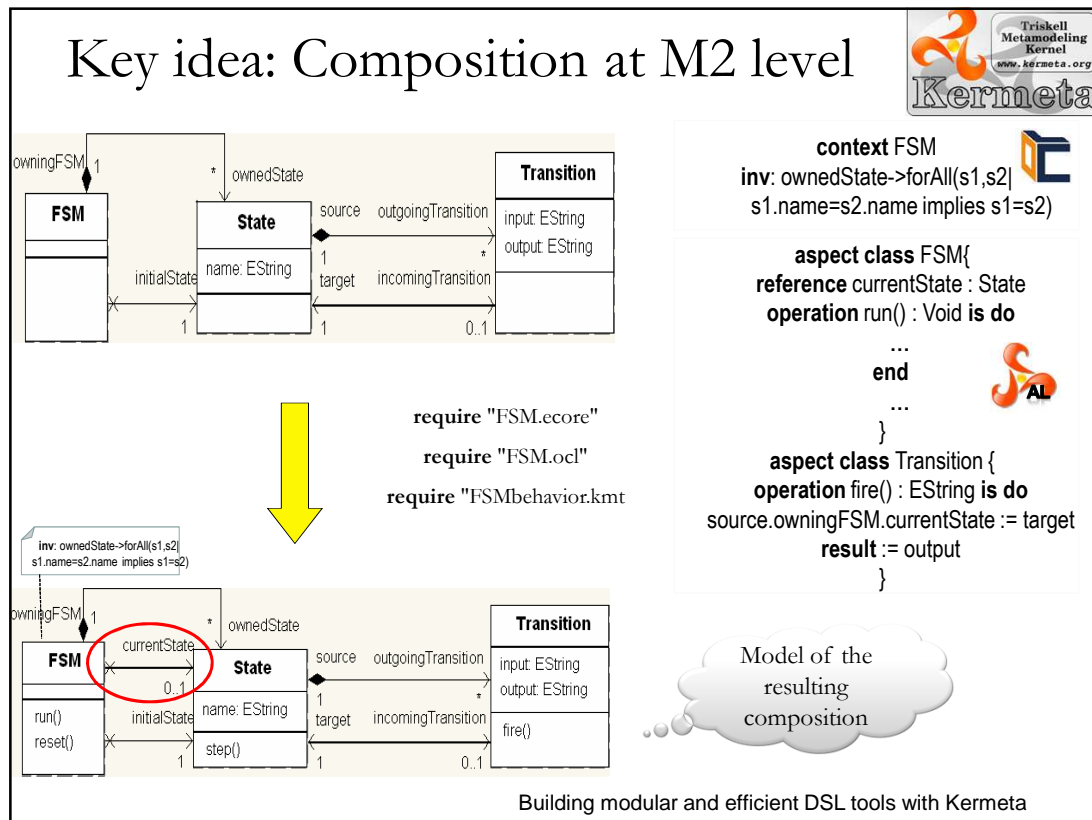 Key idea: Composition at M2 level
Triskell
Metamodeling
Kernel
www.kermeta.org
Kermeta
owningFSM 1
* ownedState
FSM
State
name: EString
source outgoingTransition
1 *
target incomingTransition
1 0..1
initialState
1
Transition
input: EString
output: EString
context FSM
inv: ownedState->forAll(s1,s2|
s1.name=s2.name implies s1=s2)
aspect class FSM{
reference currentState : State
operation run() : Void is do
...
end
...
}
AL
aspect class Transition {
operation fire() : EString is do
source.owningFSM.currentState := target
result := output
}
require "FSM.ecore"
require "FSM.ocl"
require "FSMbehavior.kmt
inv: ownedState->forAll(s1,s2|
s1.name=s2.name implies s1=s2)
owningFSM 1
* ownedState
FSM
run()
reset()
currentState
0..1
initialState
1
State
name: EString
step()
source outgoingTransition
1 *
target incomingTransition
1 0..1
Transition
input: EString
output: EString
fire()
Model of the
resulting
composition
Building modular and efficient DSL tools with Kermeta